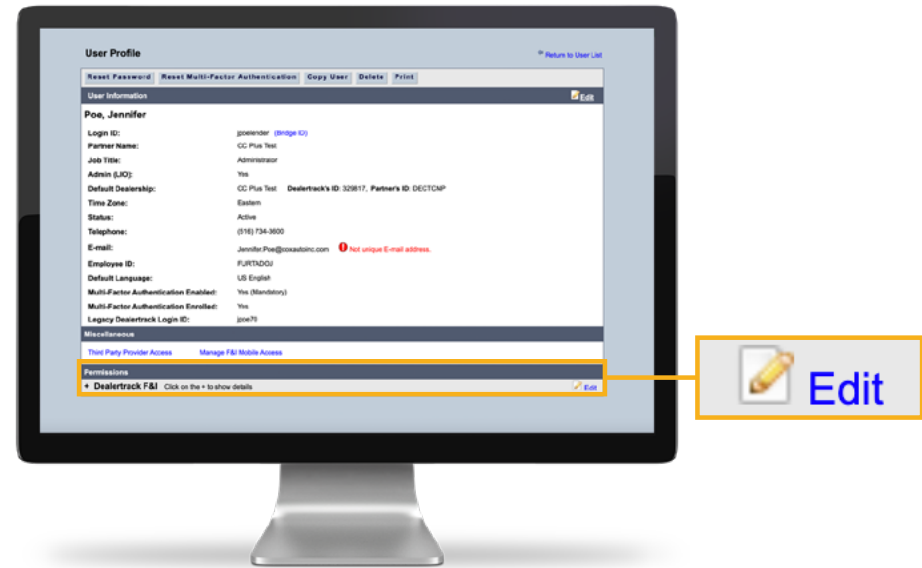 User Profile
Return to User List
Reset Password Reset Multi-Factor Authentication Copy User Delete Print
User Information Edit
Poe, Jennifer
Login ID: jpoelender (Bridge ID)
Partner Name: CC Plus Test
Job Title: Administrator
Admin (LIO): Yes
Default Dealership: CC Plus Test Dealertrack's ID: 329817, Partner's ID: DECTCNP
Time Zone: Eastern
Status: Active
Telephone: (516) 734-3600
E-mail: Jennifer.Poe@coxautoinc.com Not unique E-mail address.
Employee ID: FURTADOJ
Default Language: US English
Multi-Factor Authentication Enabled: Yes (Mandatory)
Multi-Factor Authentication Enrolled: Yes
Legacy Dealertrack Login ID: jpoe70
Miscellaneous
Third Party Provider Access Manage F&I Mobile Access
Permissions
+ Dealertrack F&I Click on the + to show details Edit
Edit